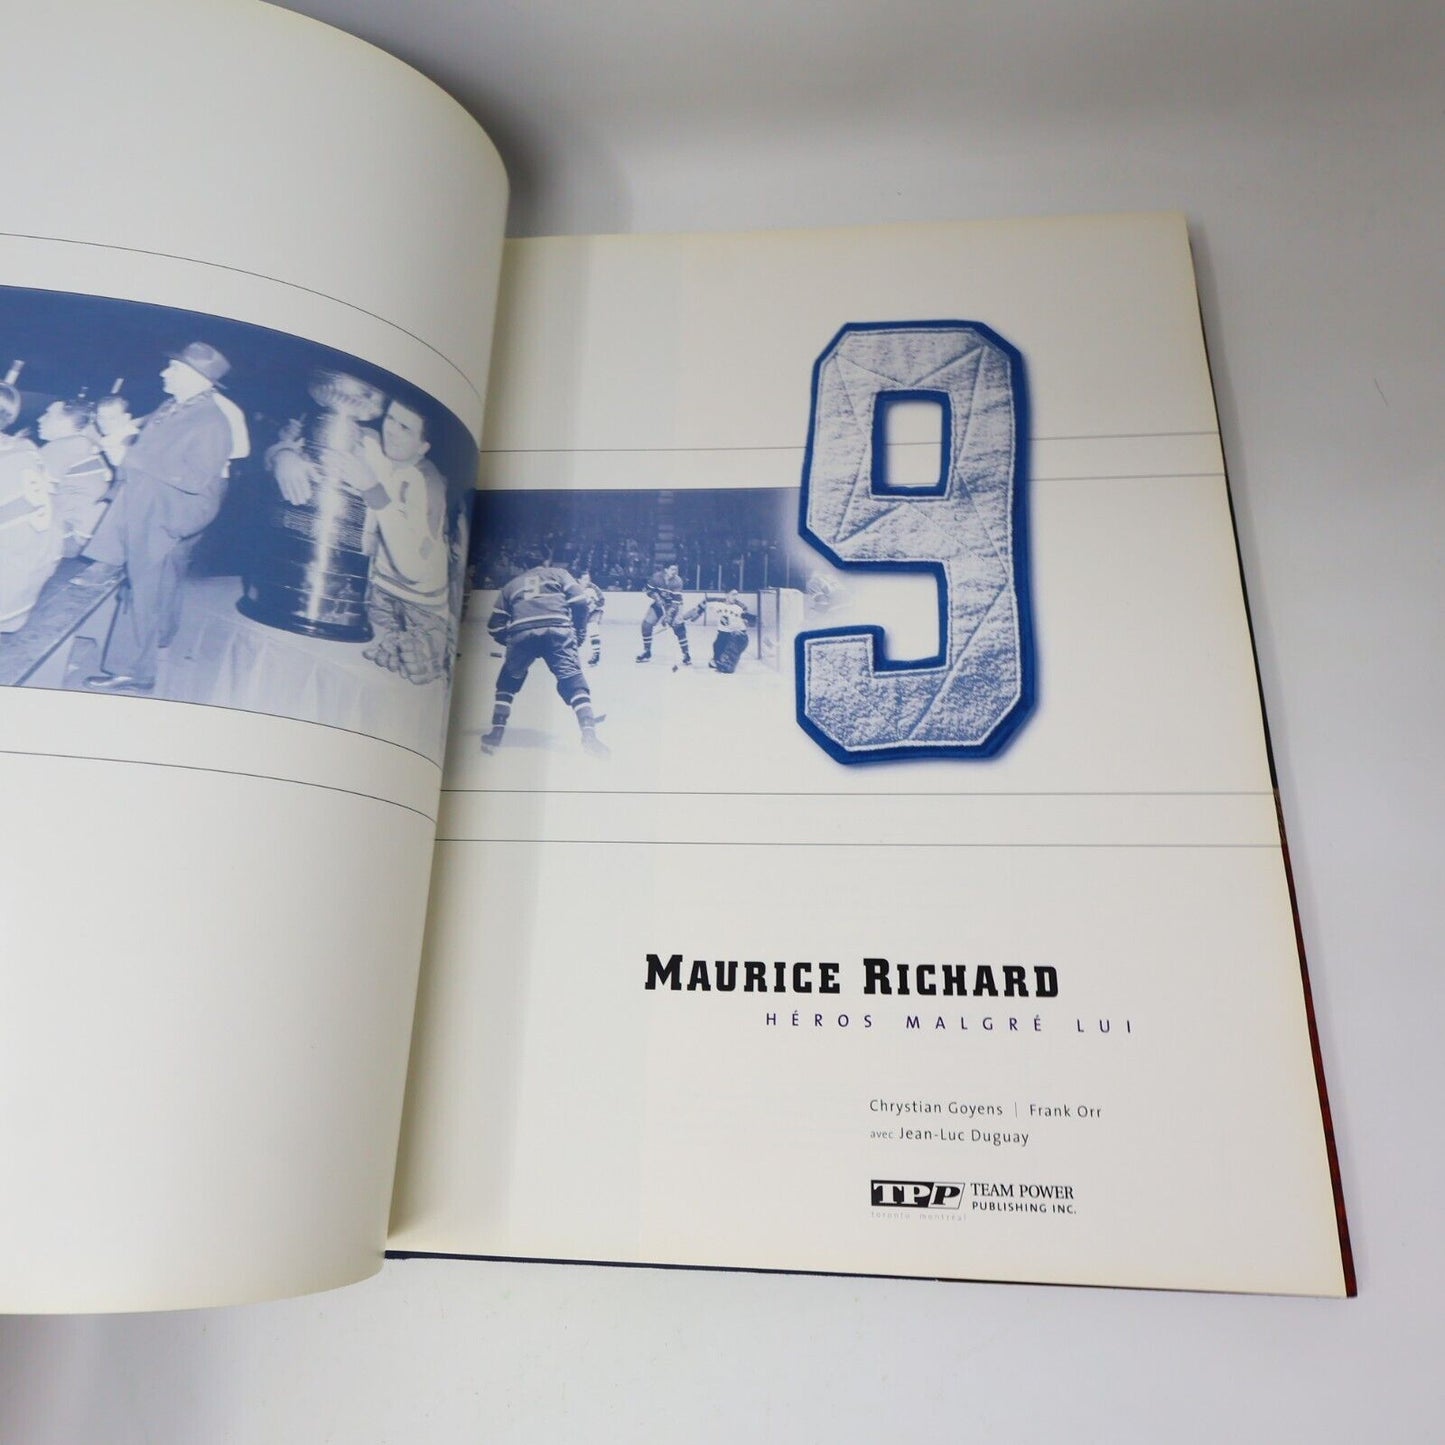 9
MAURICE RICHARD
HÉROS MALGRÉ LUI
Chrystian Goyens | Frank Orr
avec Jean-Luc Duguay
TPP TEAM POWER
PUBLISHING INC.
toronto montréal